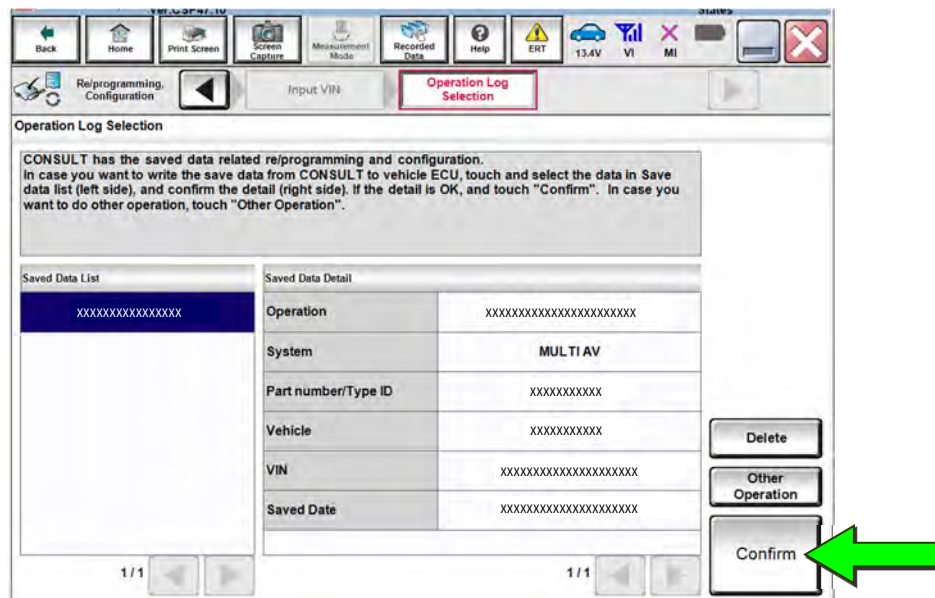 Ver.CSP47.10
States
Back
Home
Print Screen
Screen
Capture
Measurement
Mode
Recorded
Data
Help
ERT
13.4V
VI
MI
Re/programming,
Configuration
Input VIN
Operation Log
Selection
Operation Log Selection
CONSULT has the saved data related re/programming and configuration.
In case you want to write the save data from CONSULT to vehicle ECU, touch and select the data in Save
data list (left side), and confirm the detail (right side). If the detail is OK, and touch "Confirm". In case you
want to do other operation, touch "Other Operation".
Saved Data List
Saved Data Detail
XXXXXXXXXXXXXXXX
Operation
XXXXXXXXXXXXXXXXXXXXXXX
System
MULTI AV
Part number/Type ID
XXXXXXXXXXX
Vehicle
XXXXXXXXXXX
VIN
XXXXXXXXXXXXXXXXXXXXX
Saved Date
XXXXXXXXXXXXXXXXXXXXX
Delete
Other
Operation
Confirm
1/1
1/1